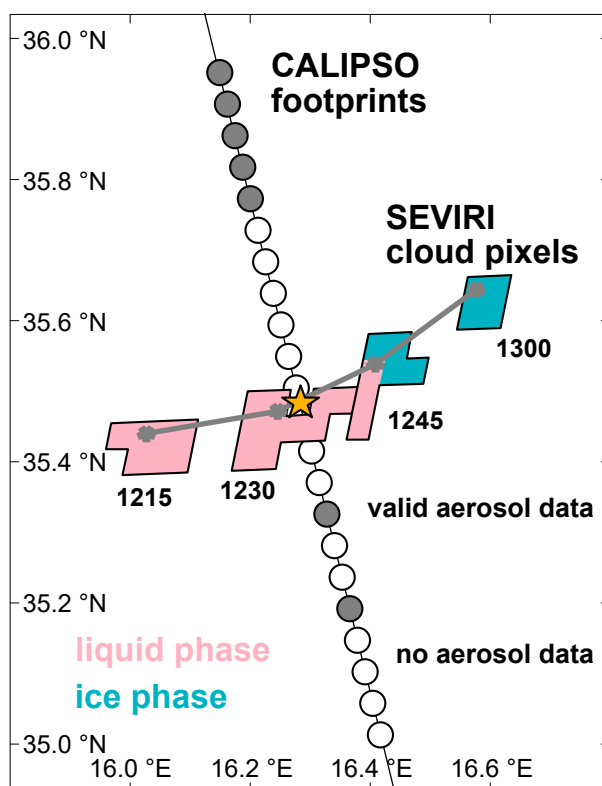 36.0 °N
CALIPSO
footprints
35.8 °N
SEVIRI
cloud pixels
35.6 °N
1300
1245
35.4 °N
1215
1230
valid aerosol data
35.2 °N
liquid phase
no aerosol data
ice phase
35.0 °N
16.0 °E
16.2 °E
16.4 °E
16.6 °E